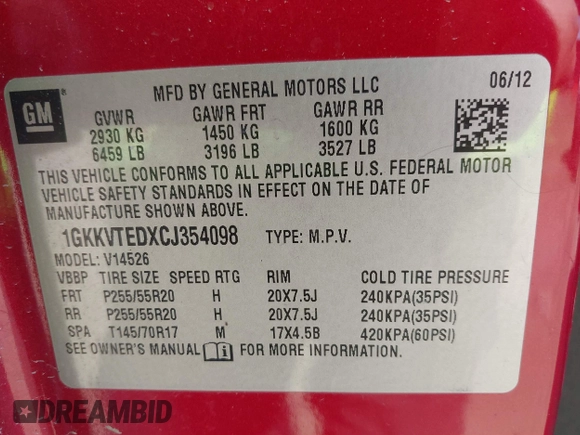 GM ®
MFD BY GENERAL MOTORS LLC 06/12
GVWR GAWR FRT GAWR RR
2930 KG 1450 KG 1600 KG
6459 LB 3196 LB 3527 LB
THIS VEHICLE CONFORMS TO ALL APPLICABLE U.S. FEDERAL MOTOR
VEHICLE SAFETY STANDARDS IN EFFECT ON THE DATE OF
MANUFACTURE SHOWN ABOVE.
1GKKVTEDXCJ354098 TYPE: M.P.V.
MODEL: V14526
VBBP TIRE SIZE SPEED RTG RIM COLD TIRE PRESSURE
FRT P255/55R20 H 20X7.5J 240KPA(35PSI)
RR P255/55R20 H 20X7.5J 240KPA(35PSI)
SPA T145/70R17 M 17X4.5B 420KPA(60PSI)
SEE OWNER'S MANUAL FOR MORE INFORMATION.
DREAMBID